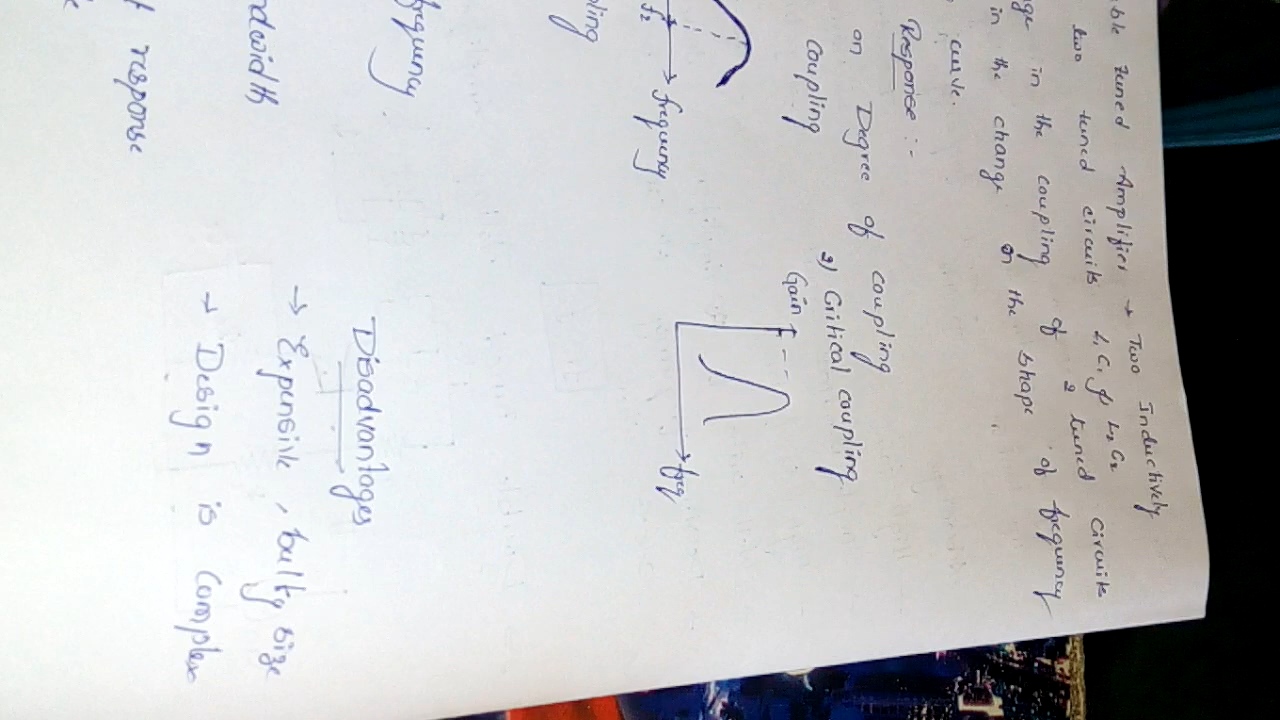 tuned Amplifier → Two Inductively
two tuned circuits L₁C₁ & L₂C₂
in the coupling of 2 tuned circuits
in the change on the shape of frequency
curve.
Response :-
on Degree of coupling
coupling
2) Critical coupling
Gain
f₂
frequency
freq
frequency
Disadvantages
→ Expensive, bulky size
→ Design is complex
response